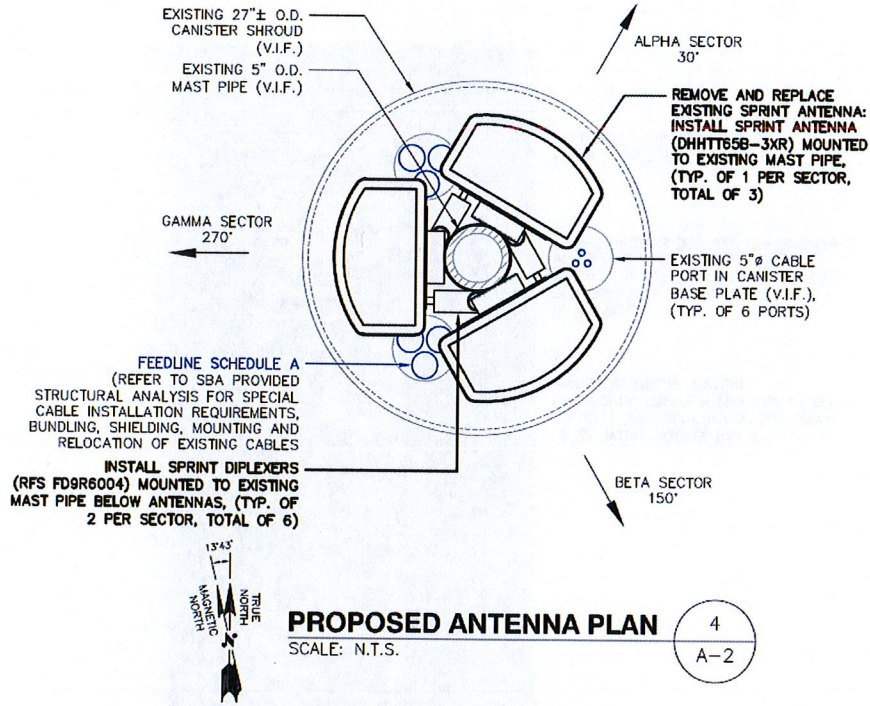 EXISTING 27"± O.D.
CANISTER SHROUD
(V.I.F.)
EXISTING 5" O.D.
MAST PIPE (V.I.F.)
ALPHA SECTOR
30°
REMOVE AND REPLACE
EXISTING SPRINT ANTENNA:
INSTALL SPRINT ANTENNA
(DHHTT65B-3XR) MOUNTED
TO EXISTING MAST PIPE,
(TYP. OF 1 PER SECTOR,
TOTAL OF 3)
GAMMA SECTOR
270°
EXISTING 5"ø CABLE
PORT IN CANISTER
BASE PLATE (V.I.F.),
(TYP. OF 6 PORTS)
FEEDLINE SCHEDULE A
(REFER TO SBA PROVIDED
STRUCTURAL ANALYSIS FOR SPECIAL
CABLE INSTALLATION REQUIREMENTS,
BUNDLING, SHIELDING, MOUNTING AND
RELOCATION OF EXISTING CABLES
INSTALL SPRINT DIPLEXERS
(RFS FD9R6004) MOUNTED TO EXISTING
MAST PIPE BELOW ANTENNAS, (TYP. OF
2 PER SECTOR, TOTAL OF 6)
BETA SECTOR
150°
13°43'
TRUE
NORTH
MAGNETIC
NORTH
N
PROPOSED ANTENNA PLAN
SCALE: N.T.S.
4
A-2